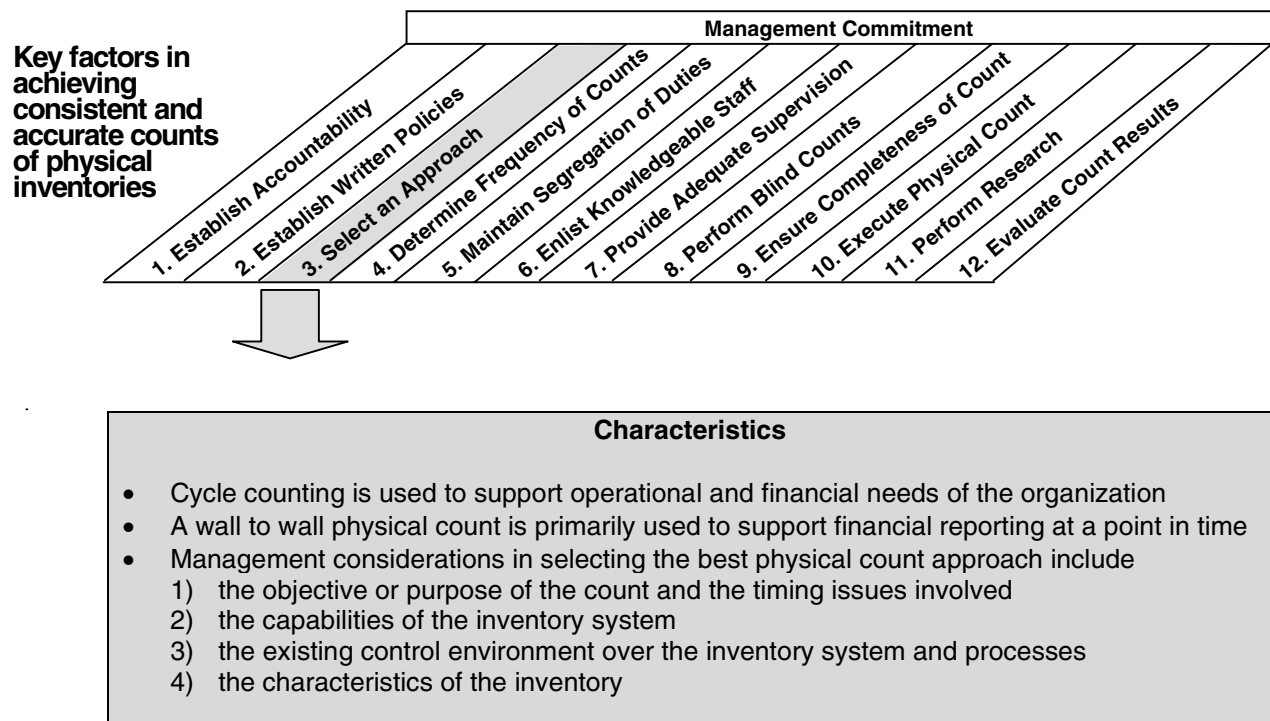 Management Commitment
Key factors in
achieving
consistent and
accurate counts
of physical
inventories
1. Establish Accountability
2. Establish Written Policies
3. Select an Approach
4. Determine Frequency of Counts
5. Maintain Segregation of Duties
6. Enlist Knowledgeable Staff
7. Provide Adequate Supervision
8. Perform Blind Counts
9. Ensure Completeness of Count
10. Execute Physical Count
11. Perform Research
12. Evaluate Count Results
Characteristics
• Cycle counting is used to support operational and financial needs of the organization
• A wall to wall physical count is primarily used to support financial reporting at a point in time
• Management considerations in selecting the best physical count approach include
1) the objective or purpose of the count and the timing issues involved
2) the capabilities of the inventory system
3) the existing control environment over the inventory system and processes
4) the characteristics of the inventory